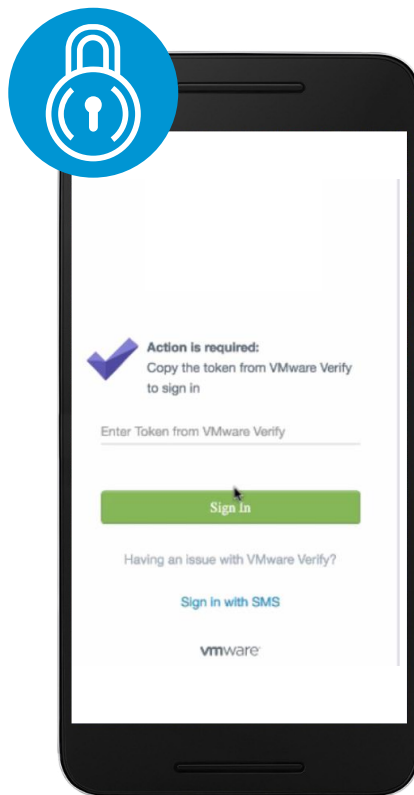 Action is required:
Copy the token from VMware Verify
to sign in
Enter Token from VMware Verify
Sign In
Having an issue with VMware Verify?
Sign in with SMS
vmware